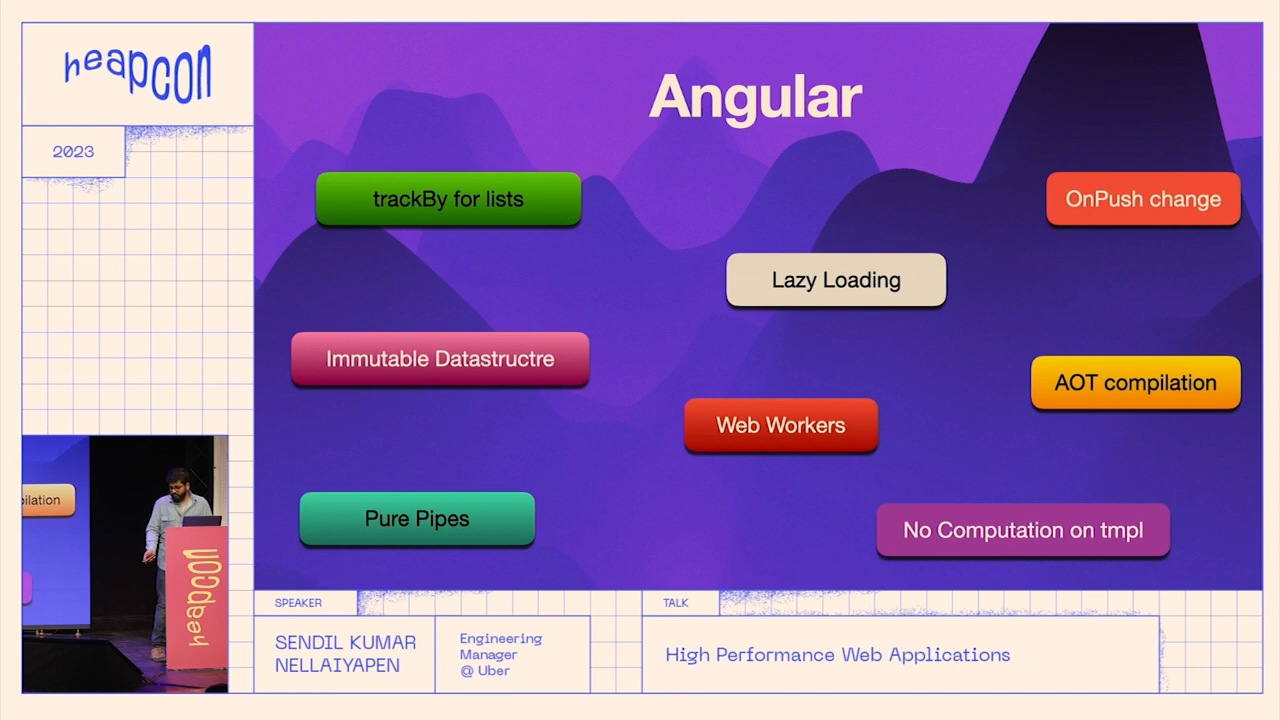 heapcon
2023
Angular
trackBy for lists
OnPush change
Lazy Loading
Immutable Datastructre
AOT compilation
Web Workers
Pure Pipes
No Computation on tmpl
ilation
heapcon
SPEAKER
SENDIL KUMAR
NELLAIYAPEN
Engineering
Manager
@ Uber
TALK
High Performance Web Applications